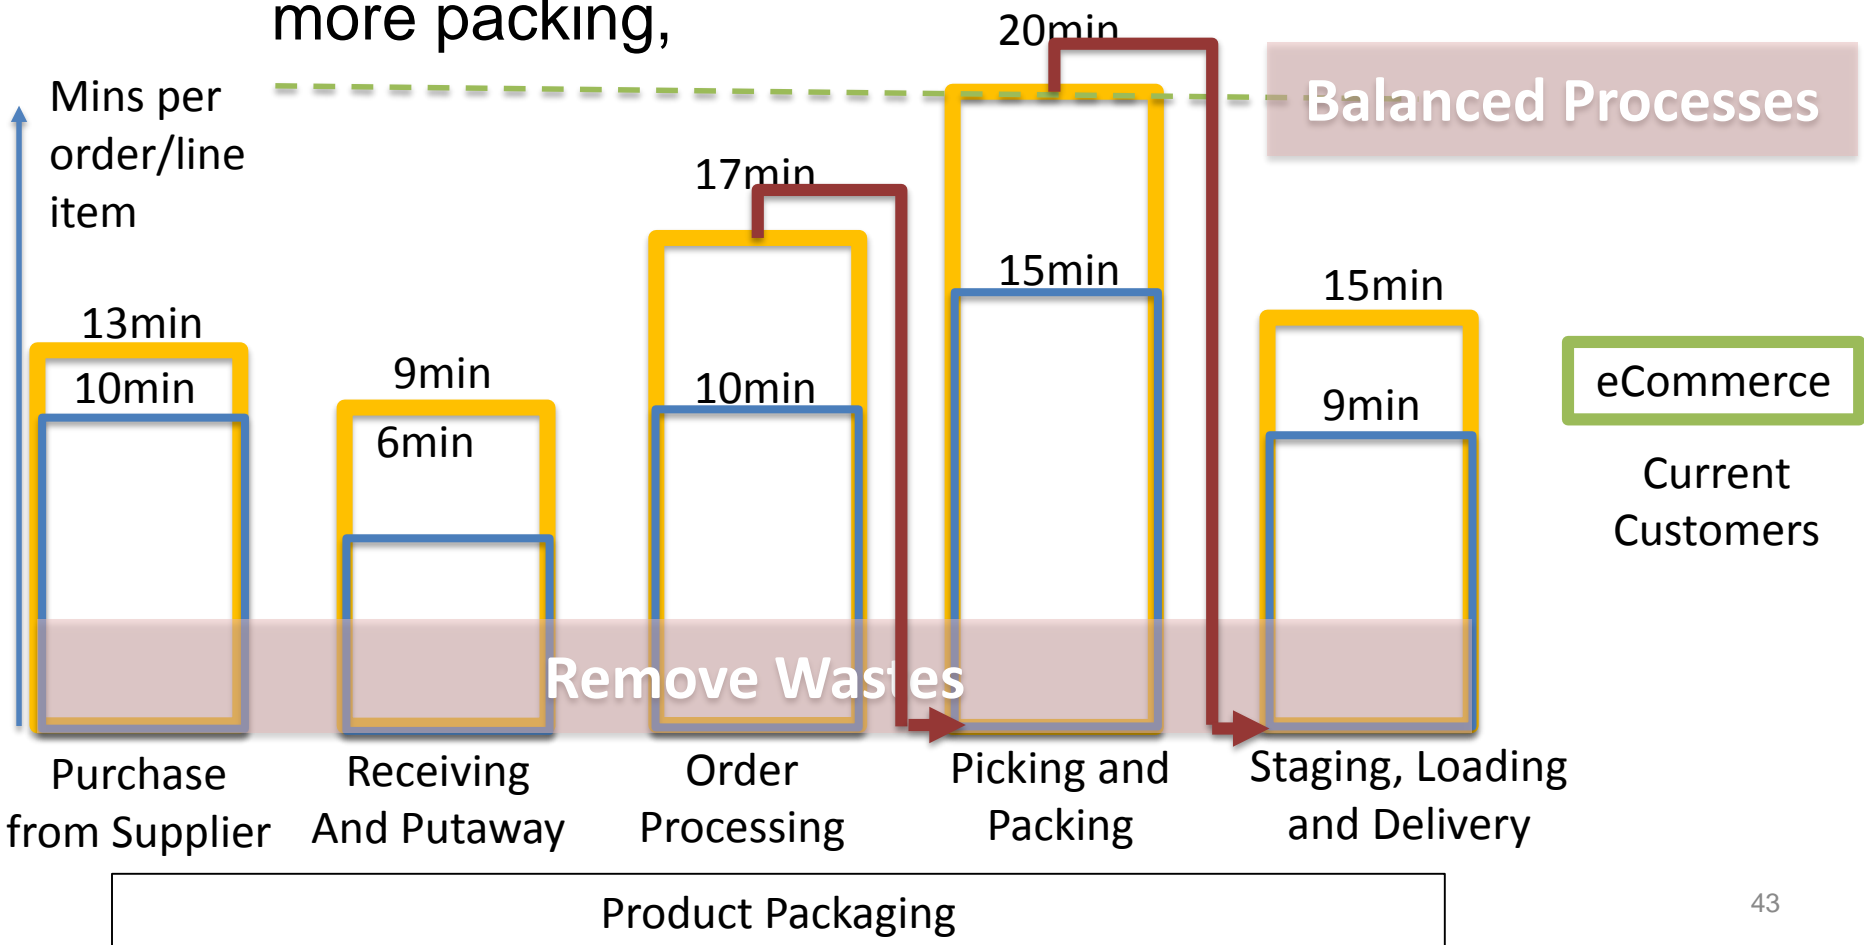 more packing,
20min
Balanced Processes
Mins per
order/line
item
17min
15min
15min
13min
10min
9min
10min
9min
6min
eCommerce
Current
Customers
Remove Wastes
Purchase
from Supplier
Receiving
And Putaway
Order
Processing
Picking and
Packing
Staging, Loading
and Delivery
Product Packaging
43